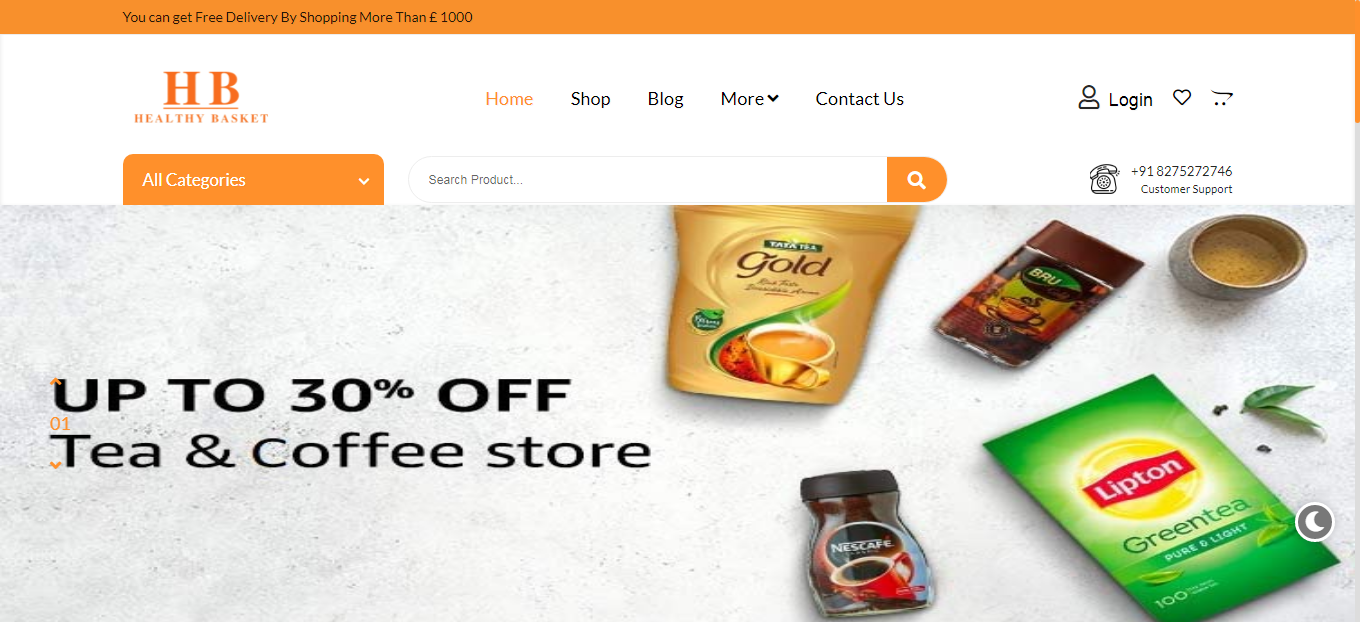 You can get Free Delivery By Shopping More Than £ 1000
H B
HEALTHY BASKET
Home
Shop
Blog
More
Contact Us
Login
All Categories
Search Product...
+91 8275272746
Customer Support
UP TO 30% OFF
01
Tea & Coffee store
TATA TEA
Gold
BRU
Lipton
Greentea
PURE & LIGHT
100
NESCAFE
CLASSIC